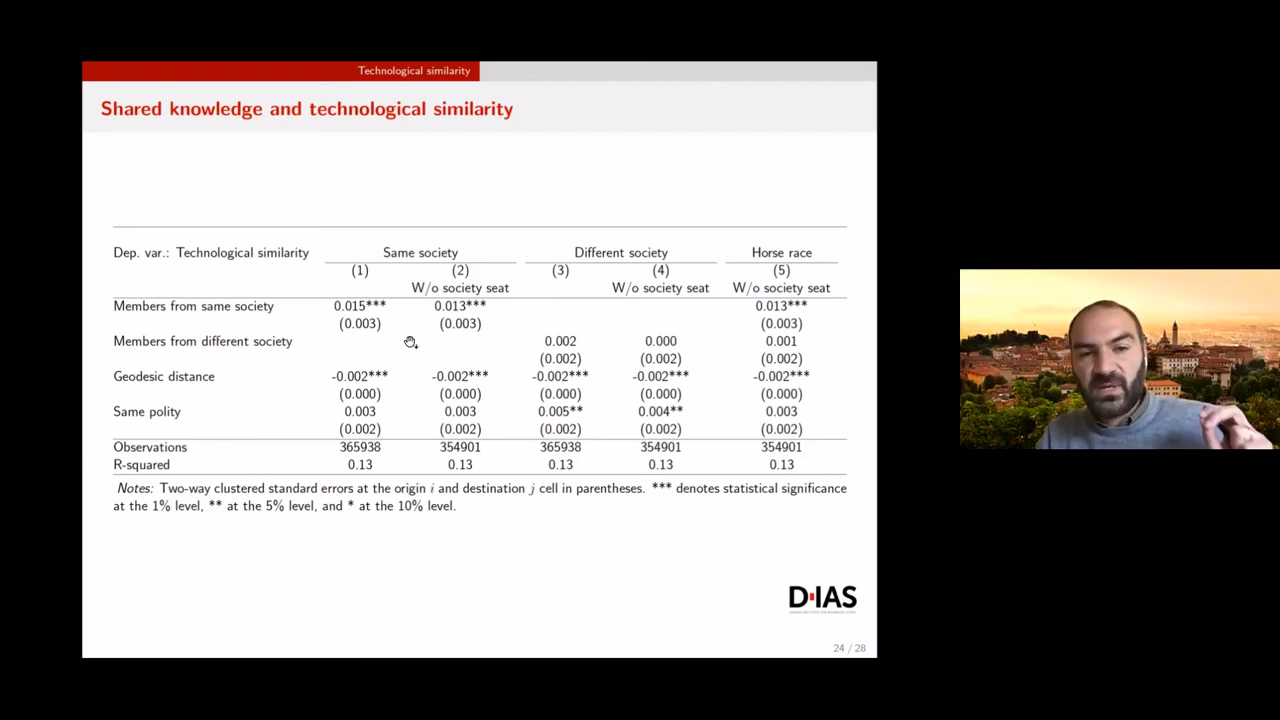 Technological similarity
Shared knowledge and technological similarity
Dep. var.: Technological similarity Same society Different society Horse race
(1) (2) (3) (4) (5)
W/o society seat W/o society seat W/o society seat
Members from same society 0.015*** 0.013*** 0.013***
(0.003) (0.003) (0.003)
Members from different society 0.002 0.000 0.001
(0.002) (0.002) (0.002)
Geodesic distance -0.002*** -0.002*** -0.002*** -0.002*** -0.002***
(0.000) (0.000) (0.000) (0.000) (0.000)
Same polity 0.003 0.003 0.005** 0.004** 0.003
(0.002) (0.002) (0.002) (0.002) (0.002)
Observations 365938 354901 365938 354901 354901
R-squared 0.13 0.13 0.13 0.13 0.13
Notes: Two-way clustered standard errors at the origin i and destination j cell in parentheses. *** denotes statistical significance
at the 1% level, ** at the 5% level, and * at the 10% level.
D·IAS
24 / 28